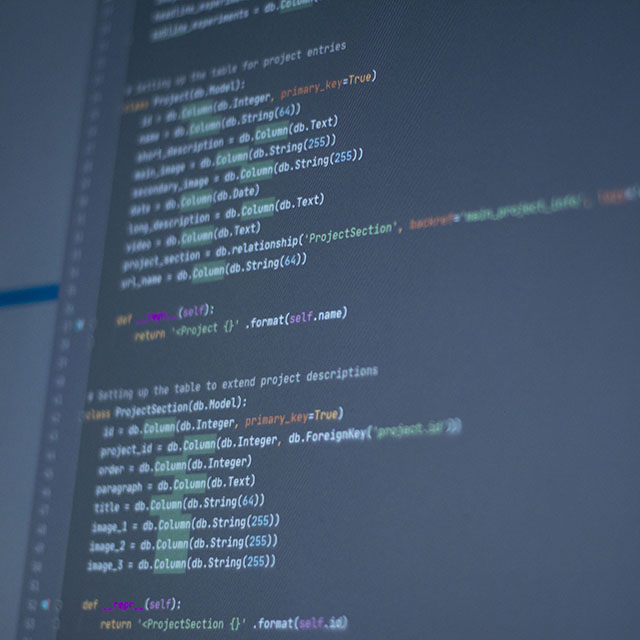 headline_experiments = db.Column
outline_experiments = db.Column
# Setting up the table for project entries
class Project(db.Model):
id = db.Column(db.Integer, primary_key=True)
name = db.Column(db.String(64))
short_description = db.Column(db.Text)
main_image = db.Column(db.String(255))
secondary_image = db.Column(db.String(255))
date = db.Column(db.Date)
long_description = db.Column(db.Text)
video = db.Column(db.Text)
project_section = db.relationship('ProjectSection', backref='main_project_info',
url_name = db.Column(db.String(64))
def __repr__(self):
return '<Project {}>' .format(self.name)
# Setting up the table to extend project descriptions
class ProjectSection(db.Model):
id = db.Column(db.Integer, primary_key=True)
project_id = db.Column(db.Integer, db.ForeignKey('project.id'))
order = db.Column(db.Integer)
paragraph = db.Column(db.Text)
title = db.Column(db.String(64))
image_1 = db.Column(db.String(255))
image_2 = db.Column(db.String(255))
image_3 = db.Column(db.String(255))
def __repr__(self):
return '<ProjectSection {}' .format(self.id)